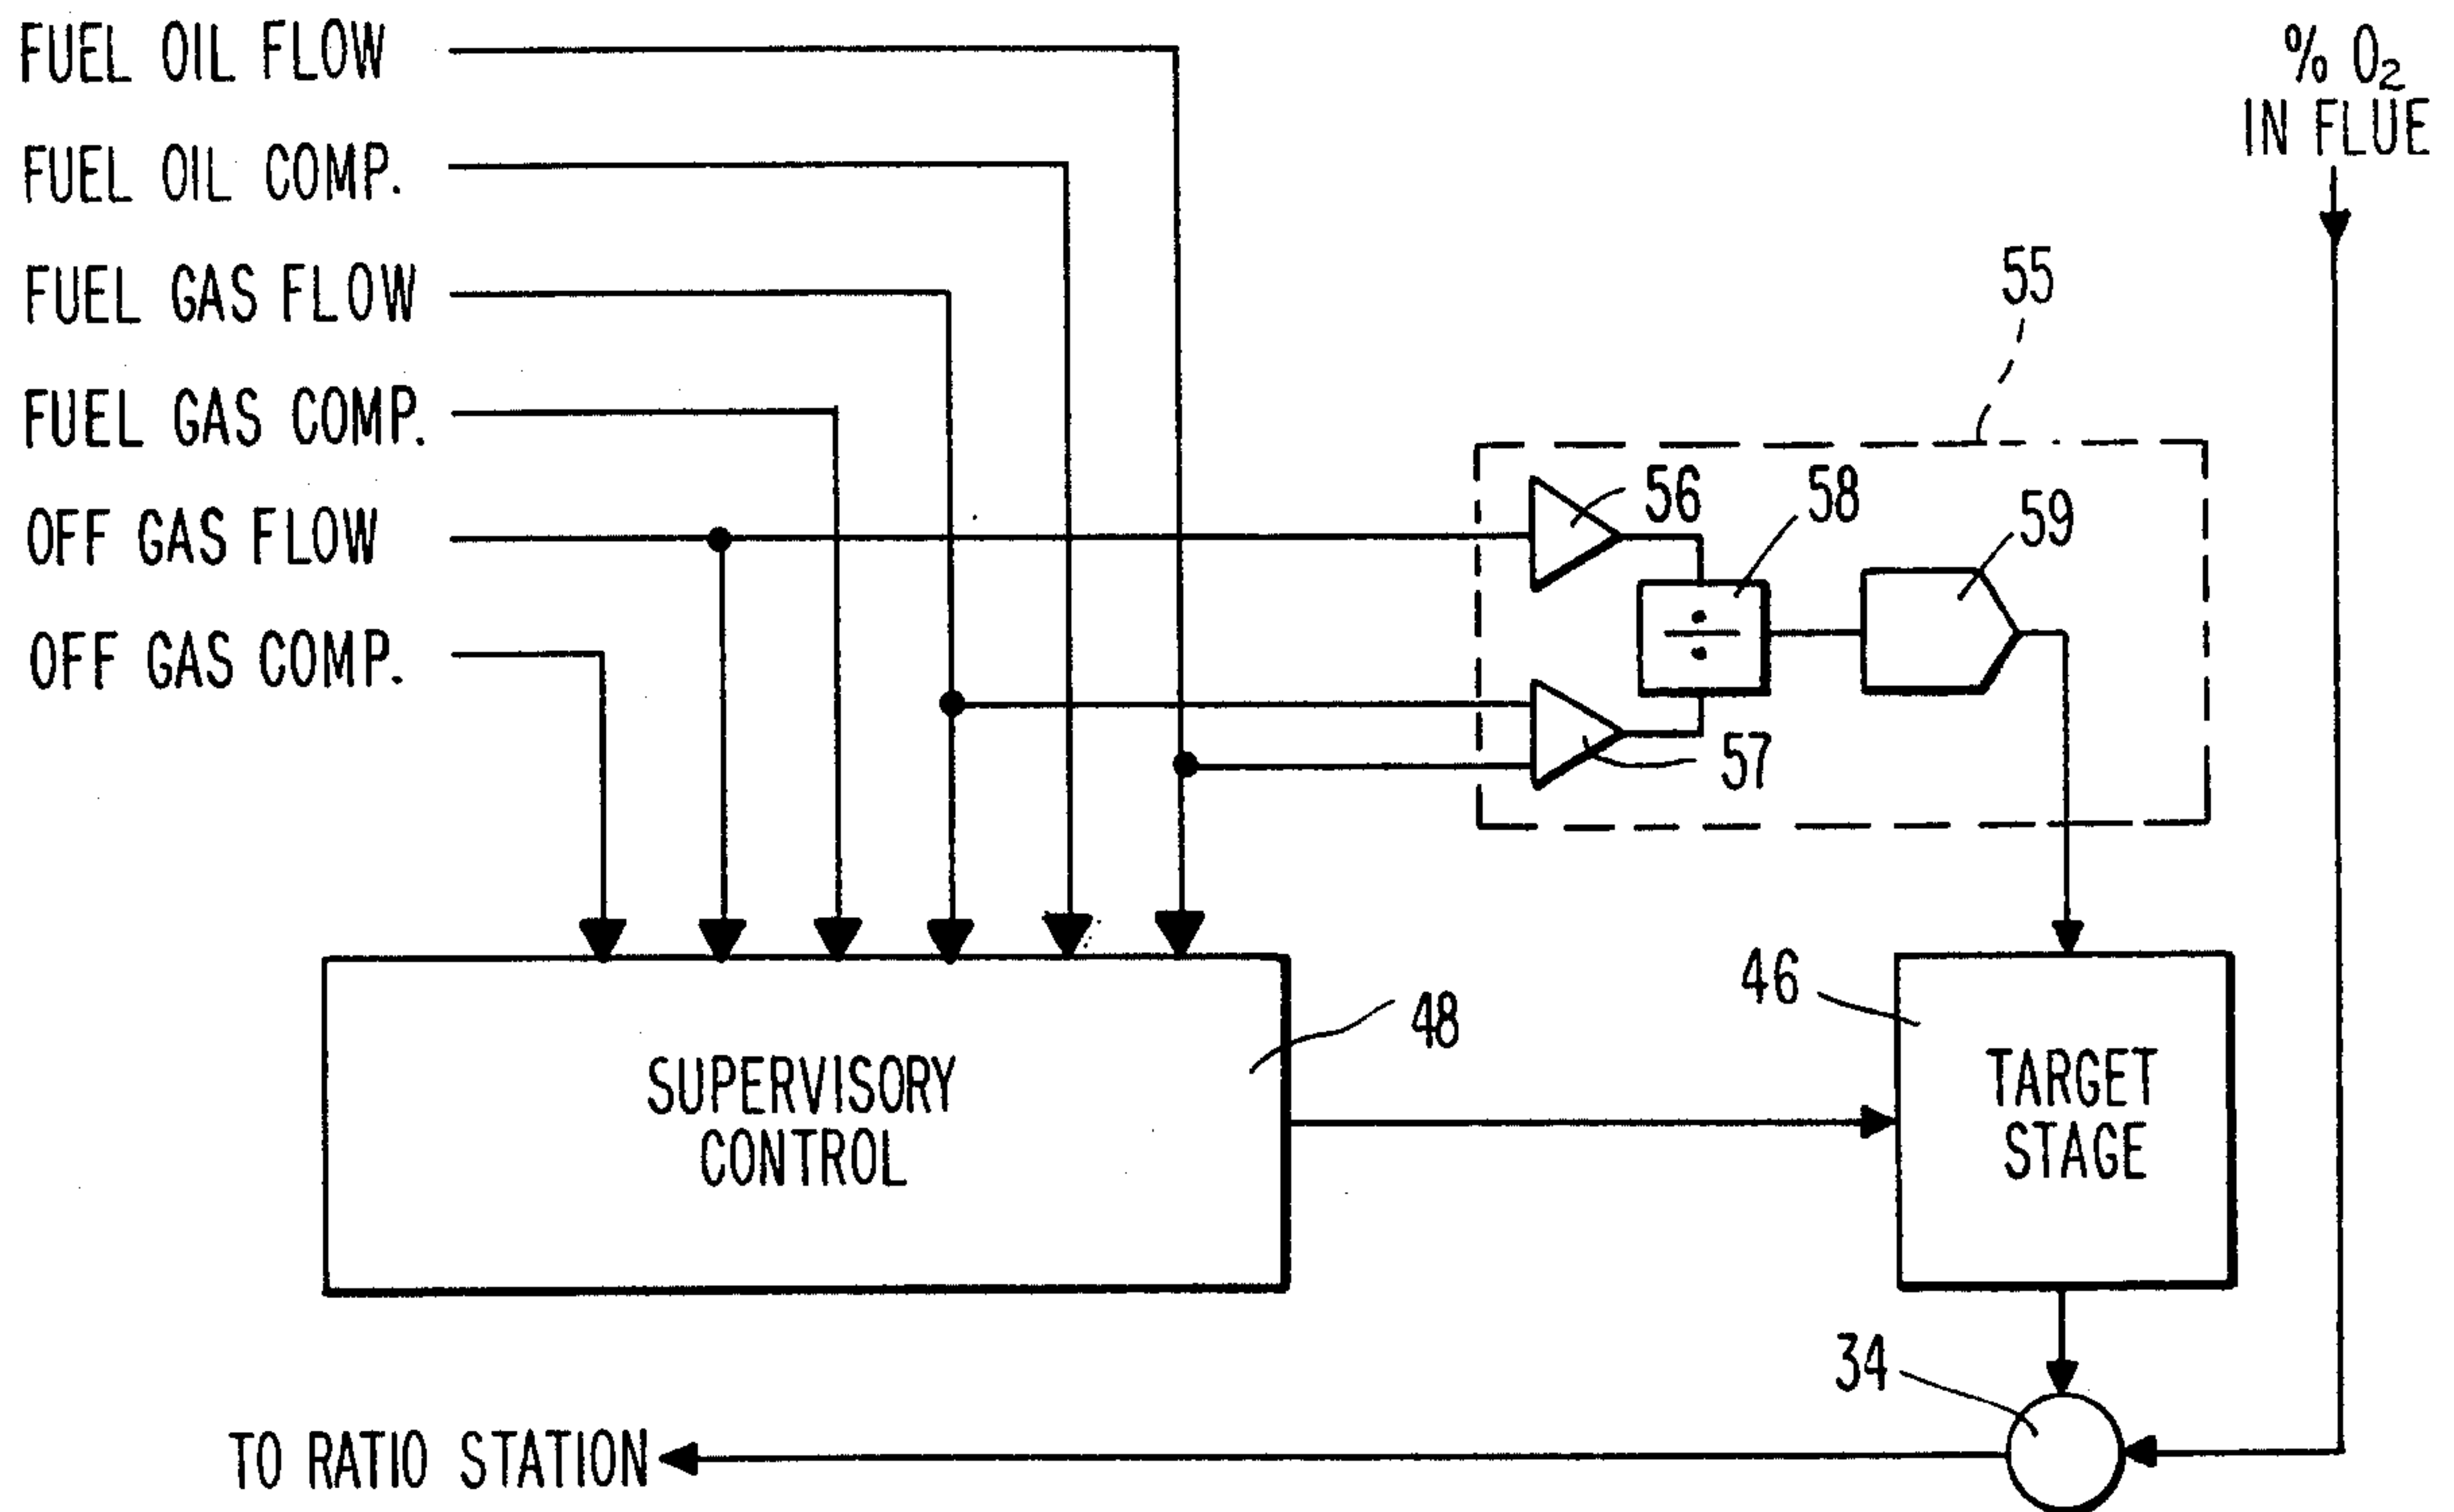 FUEL OIL FLOW
FUEL OIL COMP.
FUEL GAS FLOW
FUEL GAS COMP.
OFF GAS FLOW
OFF GAS COMP.
% O₂
IN FLUE
55
56
58
59
57
48
SUPERVISORY
CONTROL
46
TARGET
STAGE
34
TO RATIO STATION